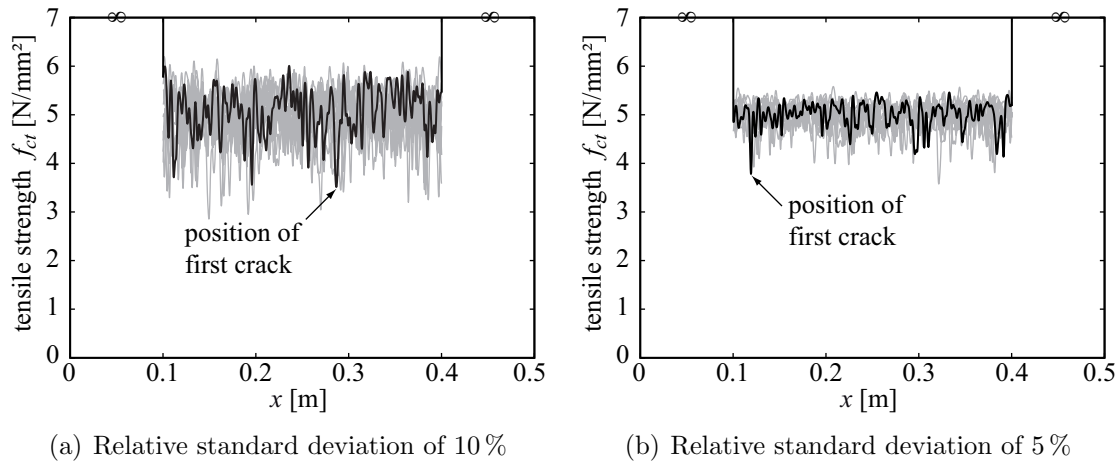 ∞ ∞
7
6
5
4
3
2
1
0
tensile strength f_ct [N/mm²]
position of
first crack
0 0.1 0.2 0.3 0.4 0.5
x [m]
(a) Relative standard deviation of 10 %
∞ ∞
7
6
5
4
3
2
1
0
tensile strength f_ct [N/mm²]
position of
first crack
0 0.1 0.2 0.3 0.4 0.5
x [m]
(b) Relative standard deviation of 5 %